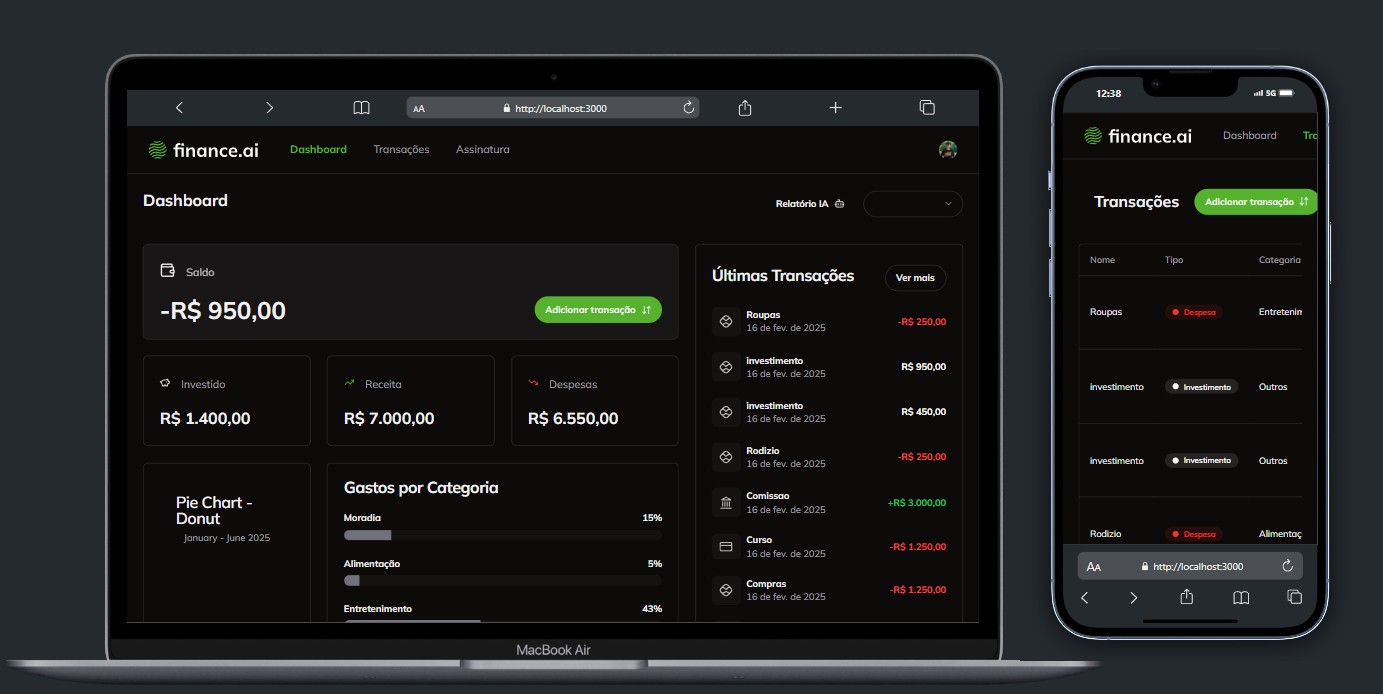 AA http://localhost:3000
finance.ai Dashboard Transações Assinatura
Dashboard
Relatório IA
Saldo
-R$ 950,00
Adicionar transação
Investido
R$ 1.400,00
Receita
R$ 7.000,00
Despesas
R$ 6.550,00
Pie Chart -
Donut
January - June 2025
Gastos por Categoria
Moradia 15%
Alimentação 5%
Entretenimento 43%
Últimas Transações
Ver mais
Roupas
16 de fev. de 2025
-R$ 250,00
investimento
16 de fev. de 2025
R$ 950,00
investimento
16 de fev. de 2025
R$ 450,00
Rodizio
16 de fev. de 2025
-R$ 250,00
Comissao
16 de fev. de 2025
+R$ 3.000,00
Curso
16 de fev. de 2025
-R$ 1.250,00
Compras
16 de fev. de 2025
-R$ 1.250,00
MacBook Air
12:38
5G
finance.ai Dashboard Tra
Transações
Adicionar transação
Nome Tipo Categoria
Roupas Despesa Entretenim
investimento Investimento Outros
investimento Investimento Outros
Rodizio Despesa Alimentaç
AA http://localhost:3000